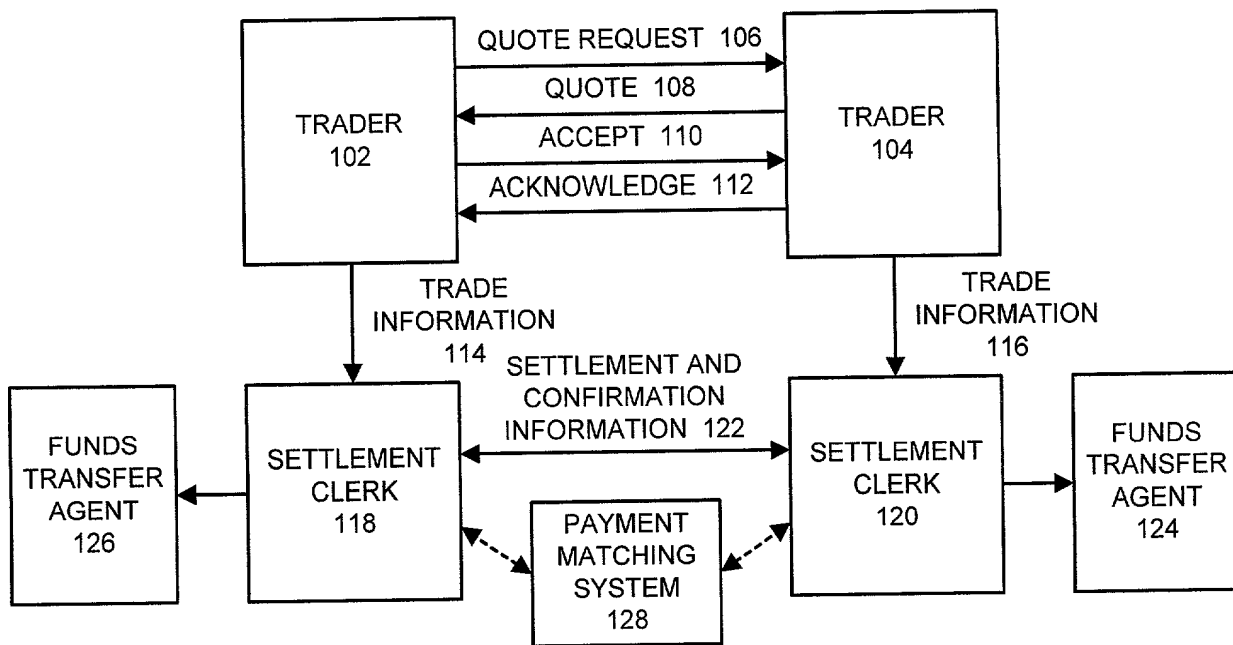 QUOTE REQUEST 106
QUOTE 108
ACCEPT 110
ACKNOWLEDGE 112
TRADER
102
TRADER
104
TRADE
INFORMATION
114
TRADE
INFORMATION
116
SETTLEMENT AND
CONFIRMATION
INFORMATION 122
FUNDS
TRANSFER
AGENT
126
SETTLEMENT
CLERK
118
PAYMENT
MATCHING
SYSTEM
128
SETTLEMENT
CLERK
120
FUNDS
TRANSFER
AGENT
124